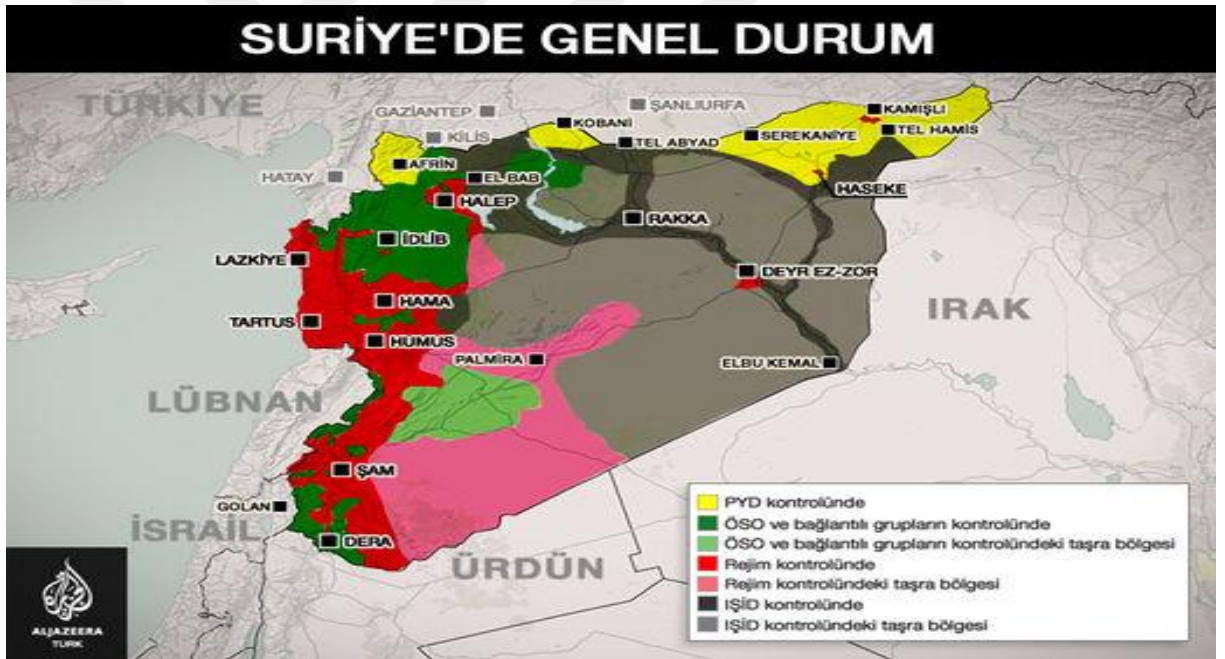 SURİYE'DE GENEL DURUM
TÜRKİYE
GAZİANTEP
ŞANLIURFA
KAMIŞLI
KOBANİ
KİLİS
TEL ABYAD
SEREKANİYE
TEL HAMIS
AFRİN
HATAY
EL BAB
HASEKE
HALEP
RAKKA
İDLİB
LAZKİYE
DEYR EZ-ZOR
HAMA
IRAK
TARTUS
HUMUS
PALMİRA
ELBU KEMAL
LÜBNAN
ŞAM
GOLAN
İSRAİL
DERA
ÜRDÜN
PYD kontrolünde
ÖSO ve bağlantılı grupların kontrolünde
ÖSO ve bağlantılı grupların kontrolündeki taşra bölgesi
Rejim kontrolünde
Rejim kontrolündeki taşra bölgesi
IŞİD kontrolünde
IŞİD kontrolündeki taşra bölgesi
ALJAZEERA
TURK